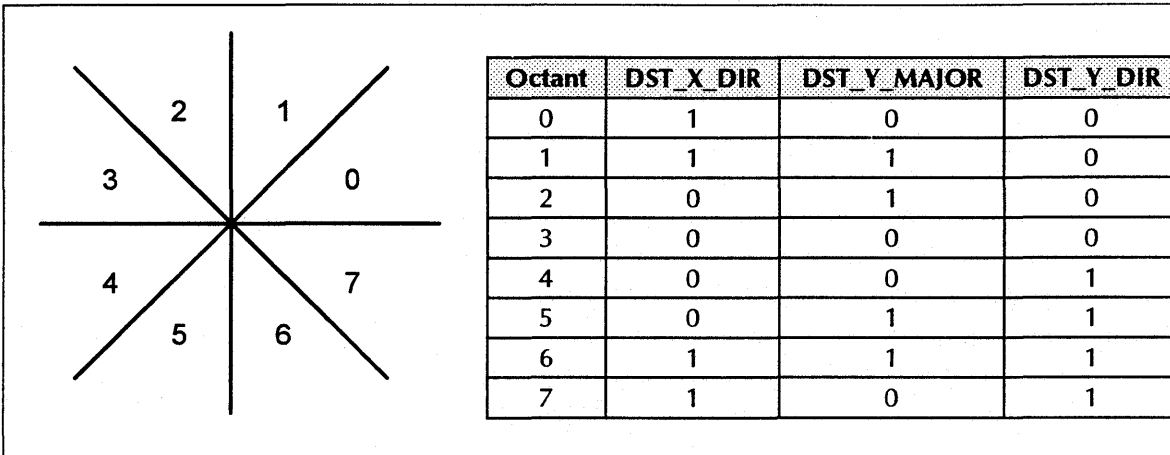 2 1
3 0
4 7
5 6
Octant DST_X_DIR DST_Y_MAJOR DST_Y_DIR
0 1 0 0
1 1 1 0
2 0 1 0
3 0 0 0
4 0 0 1
5 0 1 1
6 1 1 1
7 1 0 1